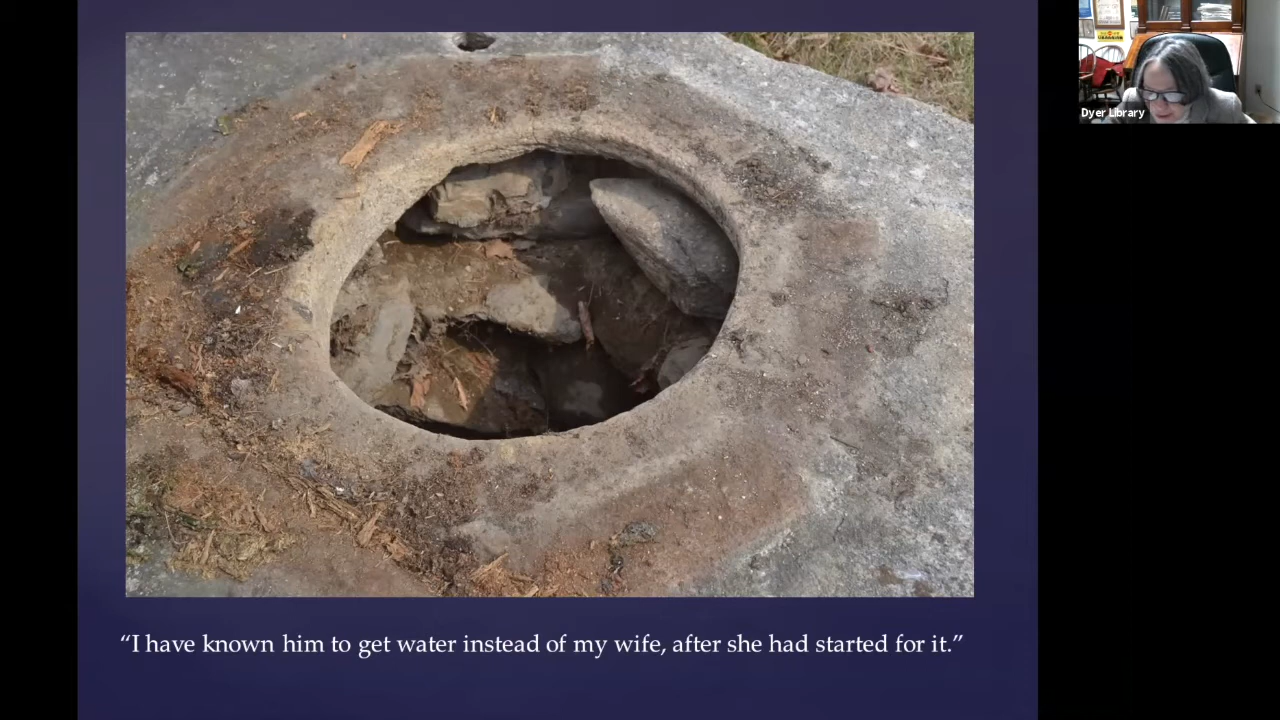 Dyer Library
“I have known him to get water instead of my wife, after she had started for it.”